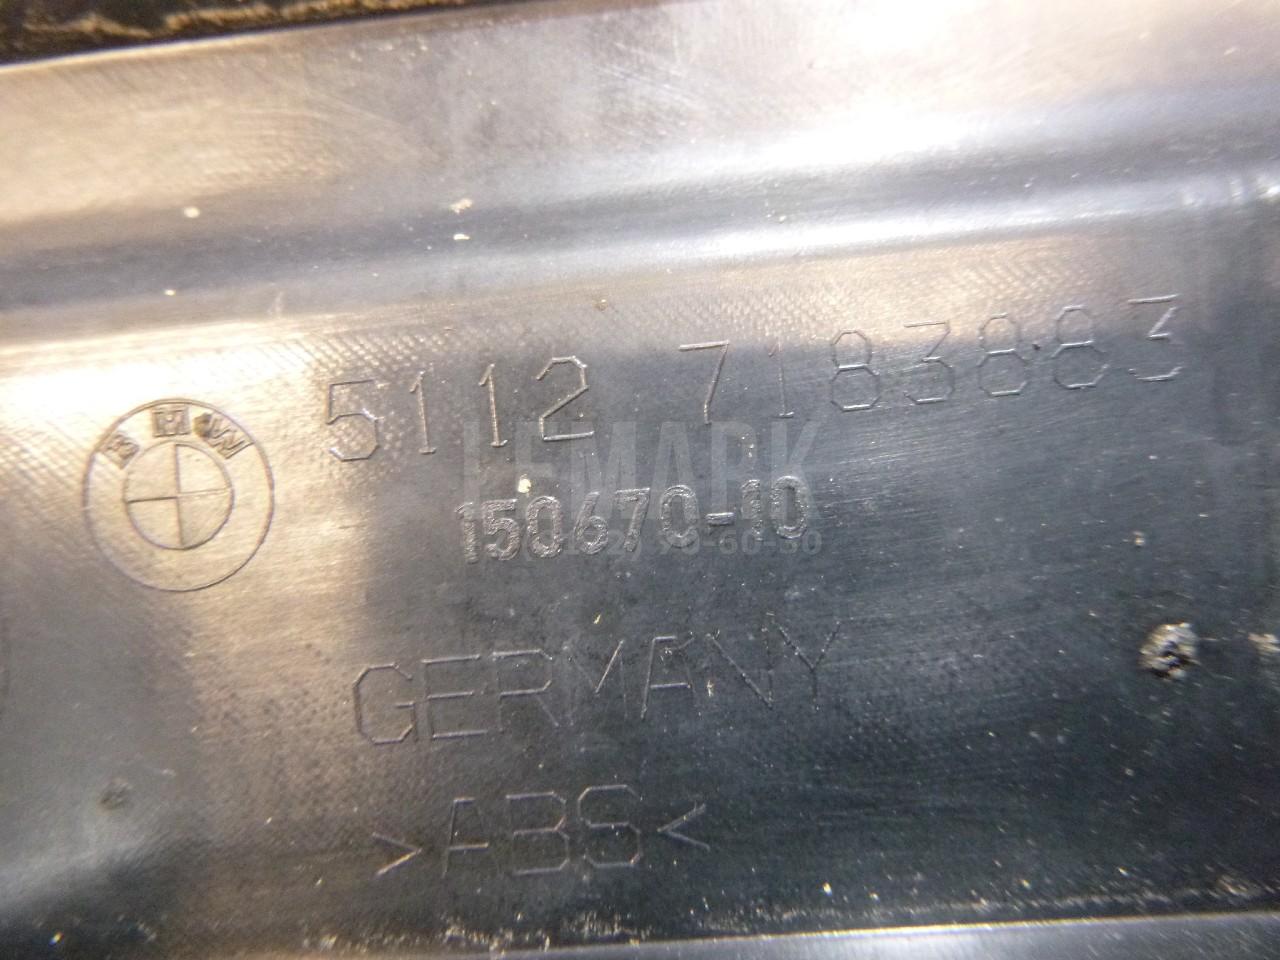 BMW
5112 7183883
LEMARK
150670-10
GERMANY
>ABS<